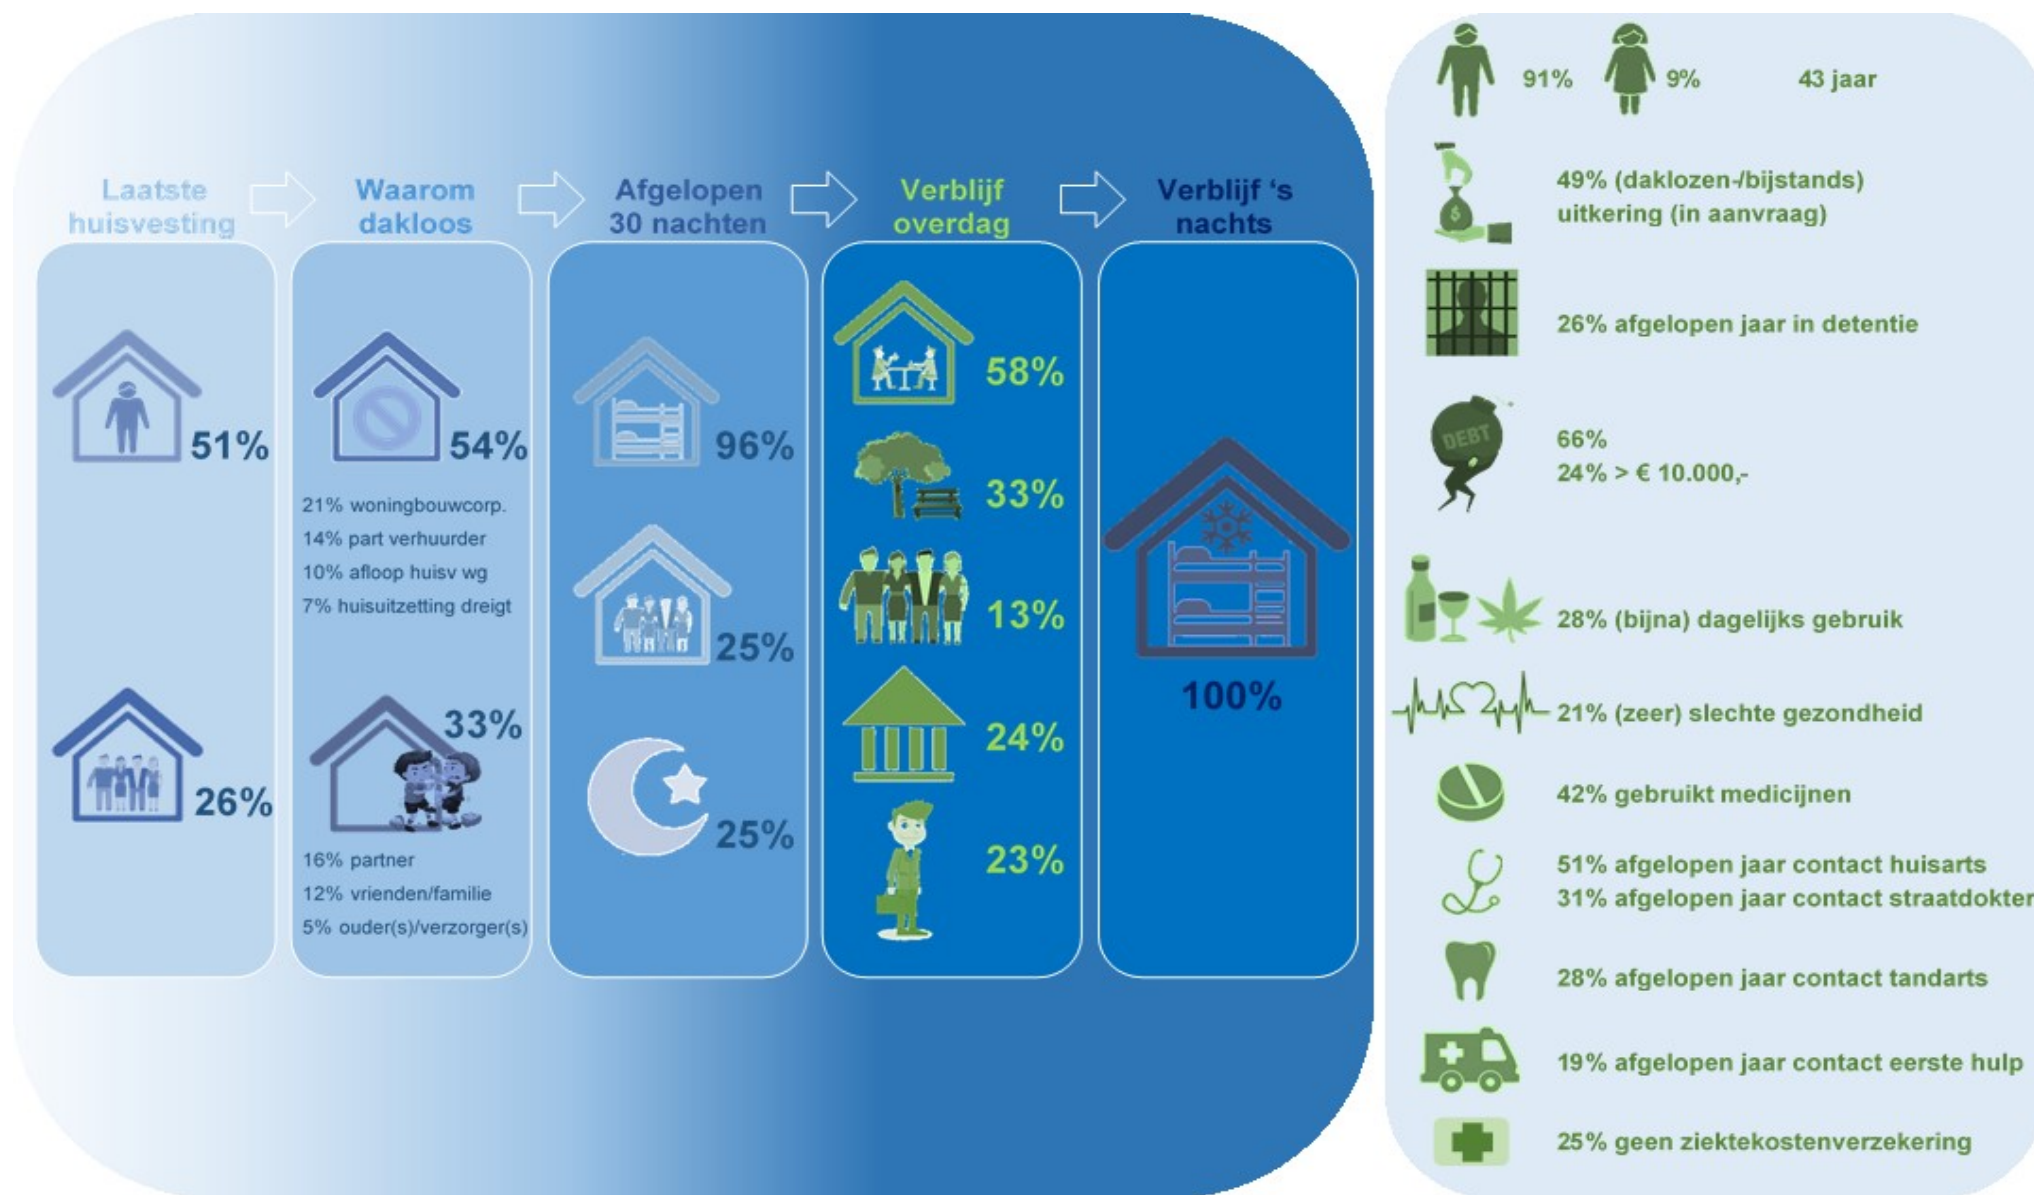 Laatste
huisvesting
Waarom
dakloos
Afgelopen
30 nachten
Verblijf
overdag
Verblijf ‘s
nachts
51%
26%
54%
21% woningbouwcorp.
14% part verhuurder
10% afloop huisv wg
7% huisuitzetting dreigt
33%
16% partner
12% vrienden/familie
5% ouder(s)/verzorger(s)
96%
25%
25%
58%
33%
13%
24%
23%
100%
91%
9%
43 jaar
$
49% (daklozen-/bijstands)
uitkering (in aanvraag)
26% afgelopen jaar in detentie
DEBT
66%
24% > € 10.000,-
28% (bijna) dagelijks gebruik
21% (zeer) slechte gezondheid
42% gebruikt medicijnen
51% afgelopen jaar contact huisarts
31% afgelopen jaar contact straatdokter
28% afgelopen jaar contact tandarts
19% afgelopen jaar contact eerste hulp
25% geen ziektekostenverzekering